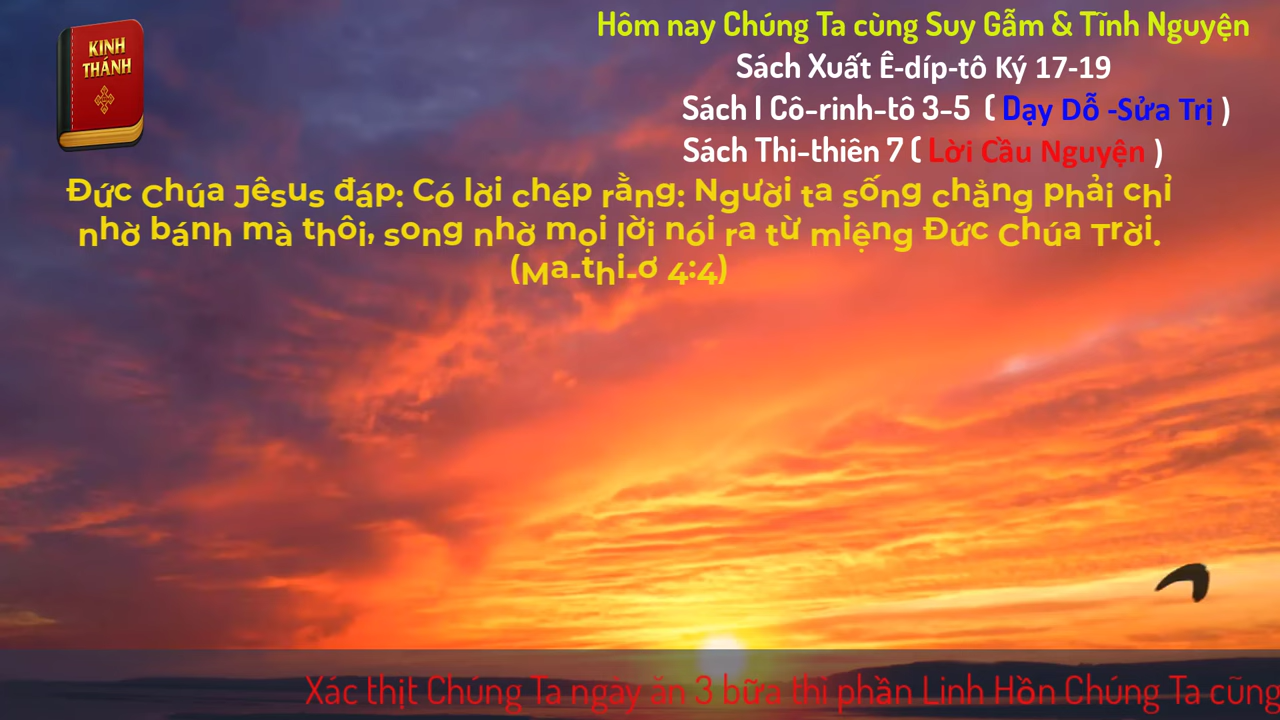 KINH
THÁNH
Hôm nay Chúng Ta cùng Suy Gẫm & Tĩnh Nguyện
Sách Xuất Ê-díp-tô Ký 17-19
Sách I Cô-rinh-tô 3-5 ( Dạy Dỗ -Sửa Trị )
Sách Thi-thiên 7 ( Lời Cầu Nguyện )
Đức Chúa Jêsus đáp: Có lời chép rằng: Người ta sống chẳng phải chỉ
nhờ bánh mà thôi, song nhờ mọi lời nói ra từ miệng Đức Chúa Trời.
(Ma-thi-ơ 4:4)
Xác thịt Chúng Ta ngày ăn 3 bữa thì phần Linh Hồn Chúng Ta cũng